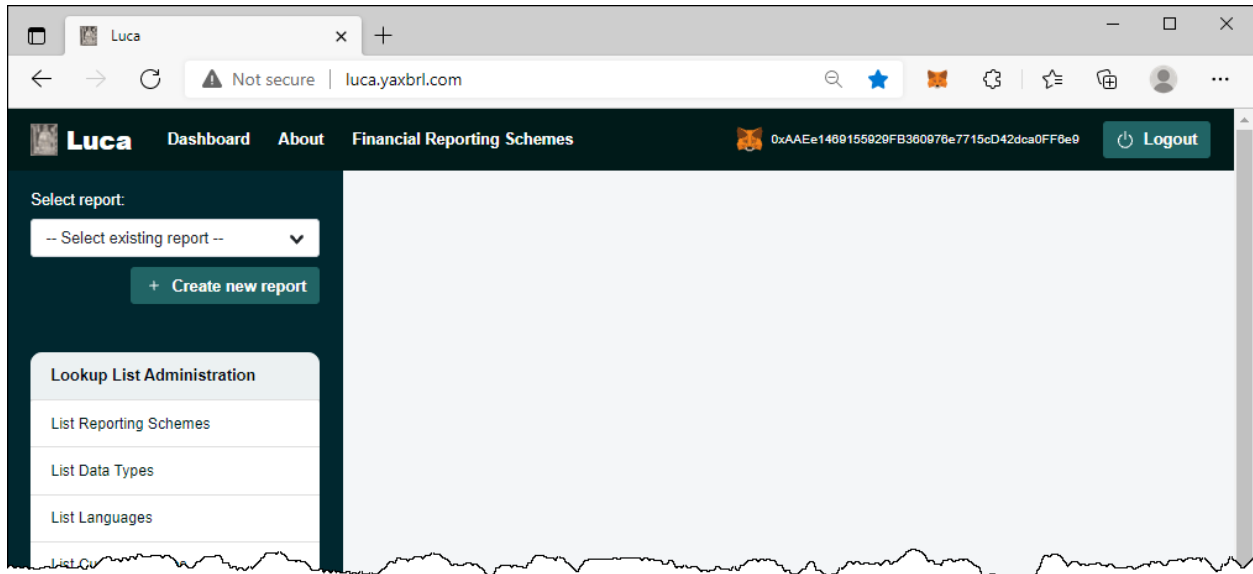 Luca
Not secure | luca.yaxbrl.com
Luca Dashboard About Financial Reporting Schemes 0xAAEe1469155929FB360976e7715cD42dca0FF6e9 Logout
Select report:
-- Select existing report --
+ Create new report
Lookup List Administration
List Reporting Schemes
List Data Types
List Languages
List